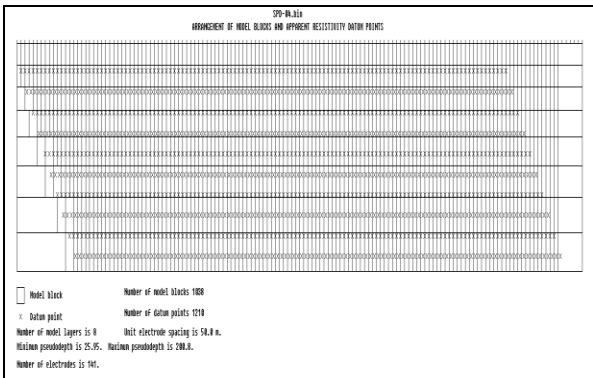 SPD-04.bin
ARRANGEMENT OF MODEL BLOCKS AND APPARENT RESISTIVITY DATUM POINTS
Model block Number of model blocks 1038
x Datum point Number of datum points 1210
Number of model layers is 8 Unit electrode spacing is 50.0 m.
Minimum pseudodepth is 25.95. Maximum pseudodepth is 200.0.
Number of electrodes is 141.